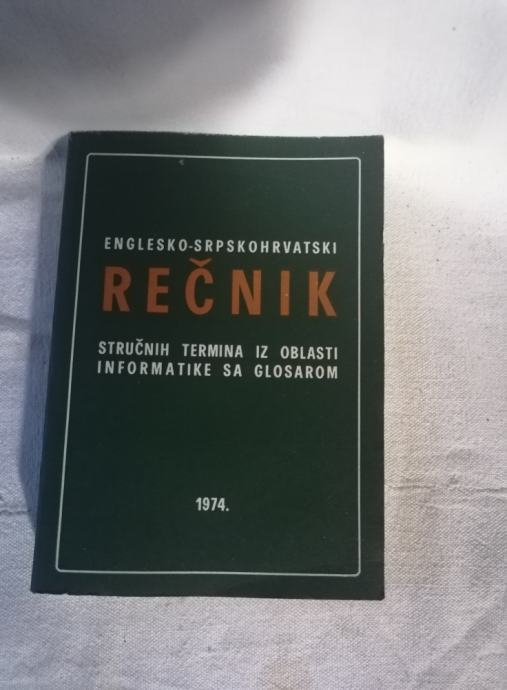 ENGLESKO-SRPSKOHRVATSKI
REČNIK
STRUČNIH TERMINA IZ OBLASTI
INFORMATIKE SA GLOSAROM
1974.